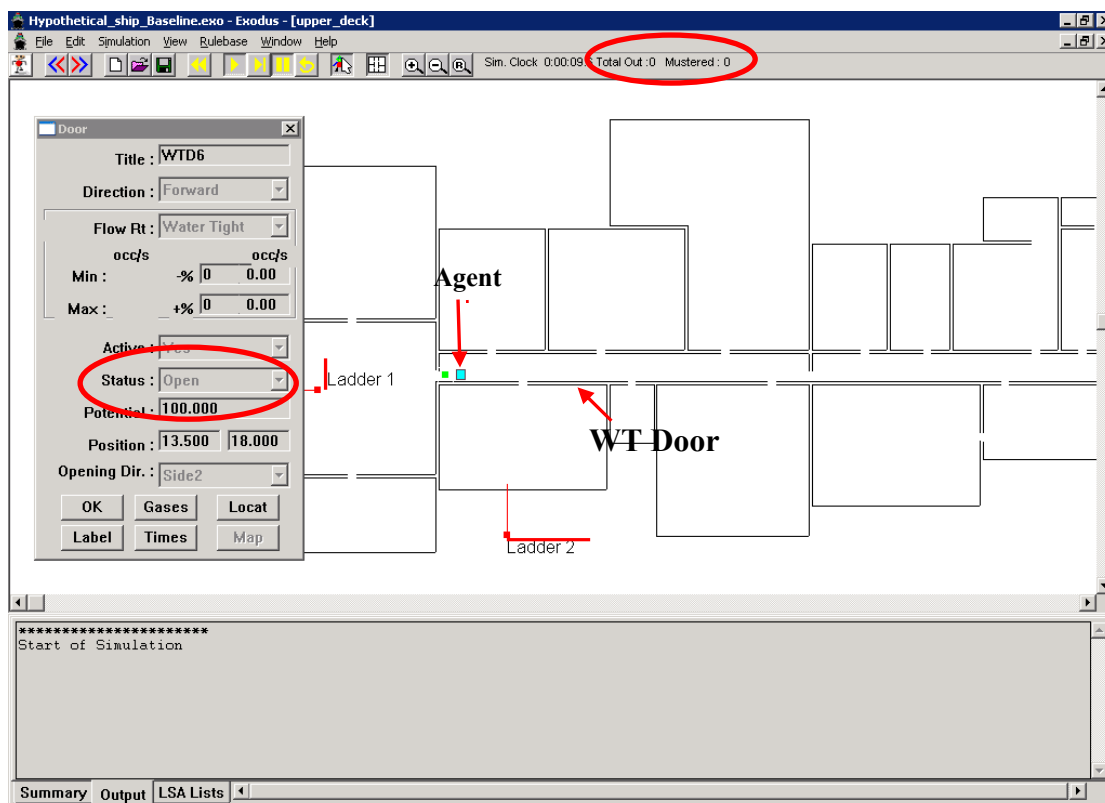 Hypothetical_ship_Baseline.exo - Exodus - [upper_deck]
File Edit Simulation View Rulebase Window Help
Sim. Clock 0:00:09.5 Total Out :0 Mustered : 0
Door
Title : WTD6
Direction : Forward
Flow Rt : Water Tight
occ/s occ/s
Min : -% 0 0.00
Max : +% 0 0.00
Active : Yes
Status : Open
Potential : 100.000
Position : 13.500 18.000
Opening Dir. : Side2
OK Gases Locat
Label Times Map
Agent
Ladder 1
WT Door
Ladder 2
**********************
Start of Simulation
Summary Output LSA Lists